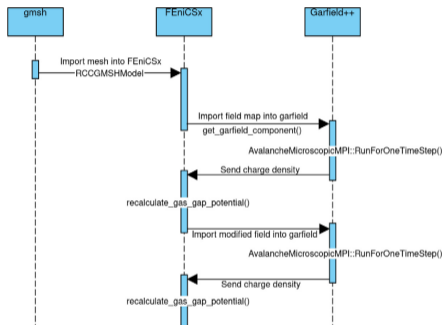 gmsh
FEniCSx
Garfield++
Import mesh into FEniCSx
RCCGMSHModel
Import field map into garfield
get_garfield_component()
AvalancheMicroscopicMPI::RunForOneTimeStep()
Send charge density
recalculate_gas_gap_potential()
Import modified field into garfield
AvalancheMicroscopicMPI::RunForOneTimeStep()
Send charge density
recalculate_gas_gap_potential()